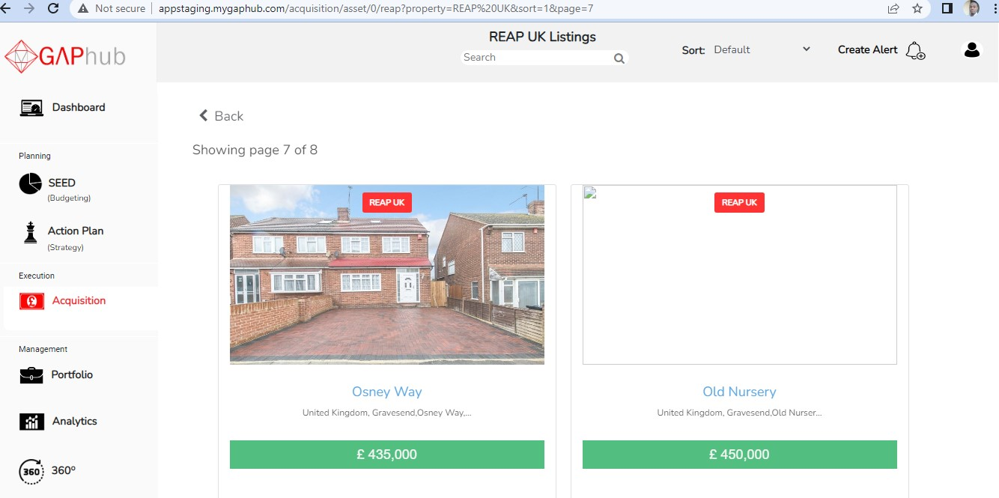 Not secure
appstaging.mygaphub.com/acquisition/asset/0/reap?property=REAP%20UK&sort=1&page=7
GAPhub
REAP UK Listings
Search
Sort: Default
Create Alert
Dashboard
Planning
SEED
(Budgeting)
Action Plan
(Strategy)
Execution
Acquisition
Management
Portfolio
Analytics
360
360º
Back
Showing page 7 of 8
REAP UK
Osney Way
United Kingdom, Gravesend,Osney Way,...
£ 435,000
REAP UK
Old Nursery
United Kingdom, Gravesend,Old Nurser...
£ 450,000